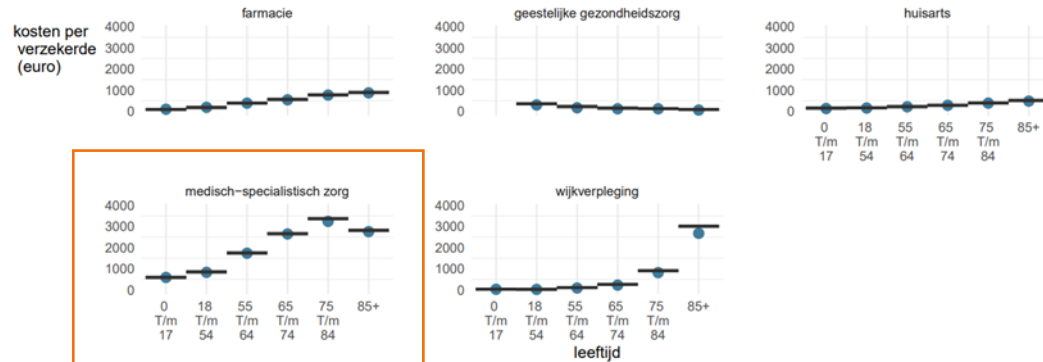 farmacie
geestelijke gezondheidszorg
huisarts
kosten per
verzekerde
(euro)
4000
3000
2000
1000
0
4000
3000
2000
1000
0
4000
3000
2000
1000
0
0 18 55 65 75 85+
T/m T/m T/m T/m T/m
17 54 64 74 84
medisch-specialistisch zorg
wijkverpleging
4000
3000
2000
1000
0
4000
3000
2000
1000
0
0 18 55 65 75 85+
T/m T/m T/m T/m T/m
17 54 64 74 84
0 18 55 65 75 85+
T/m T/m T/m T/m T/m
17 54 64 74 84
leeftijd